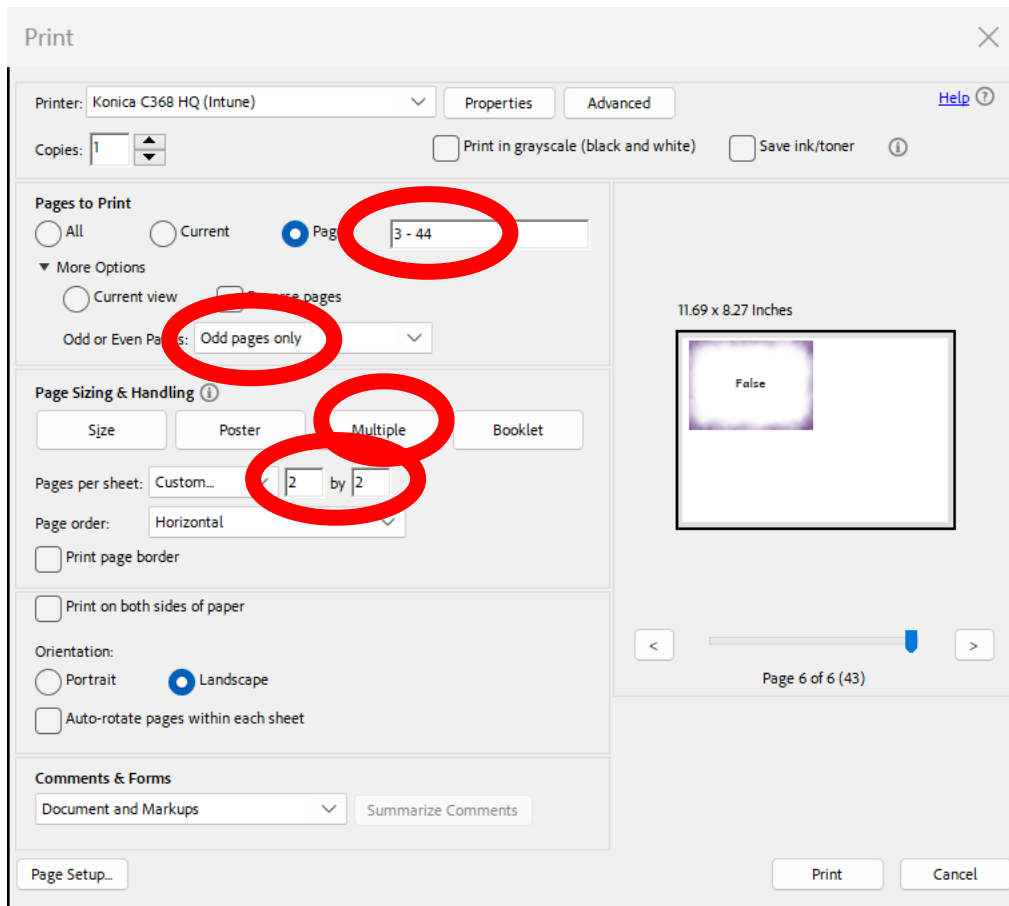 Print
Printer: Konica C368 HQ (Intune)
Properties
Advanced
Help
Copies: 1
Print in grayscale (black and white)
Save ink/toner
Pages to Print
All
Current
Pag
3 - 44
More Options
Current view
pages
Odd or Even Pa s: Odd pages only
11.69 x 8.27 Inches
False
Page Sizing & Handling
Size
Poster
Multiple
Booklet
Pages per sheet: Custom... 2 by 2
Page order: Horizontal
Print page border
Print on both sides of paper
<
>
Page 6 of 6 (43)
Orientation:
Portrait
Landscape
Auto-rotate pages within each sheet
Comments & Forms
Document and Markups
Summarize Comments
Page Setup...
Print
Cancel